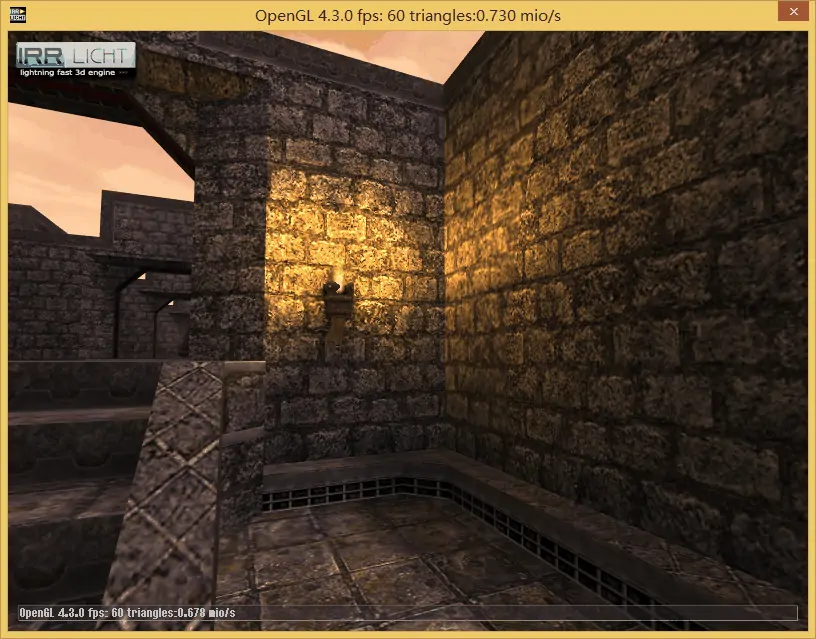 OpenGL 4.3.0 fps: 60 triangles:0.730 mio/s
IRR LICHT
lightning fast 3d engine
OpenGL 4.3.0 fps: 60 triangles:0.678 mio/s